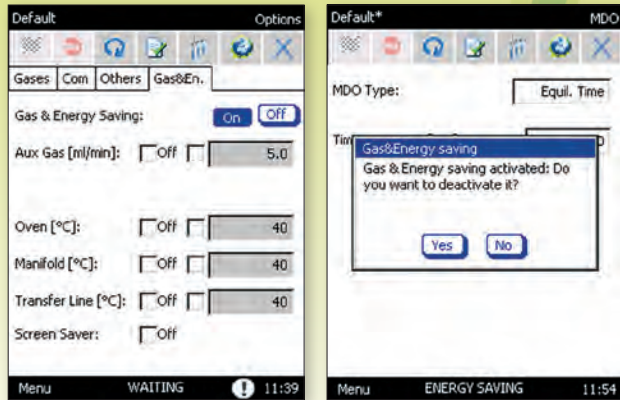 Default Options
Gases Com Others Gas&En.
Gas & Energy Saving: On Off
Aux Gas [ml/min]: Off 5.0
Oven [°C]: Off 40
Manifold [°C]: Off 40
Transfer Line [°C]: Off 40
Screen Saver: Off
Menu WAITING ! 11:39
Default* MDO
MDO Type: Equil. Time
Gas&Energy saving
Gas & Energy saving activated: Do
you want to deactivate it?
Yes No
Menu ENERGY SAVING 11:54